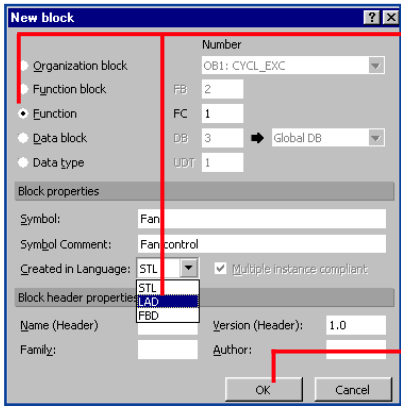 New block
Number
Organization block OB1: CYCL_EXC
Function block FB 2
Function FC 1
Data block DB 3 Global DB
Data type UDT 1
Block properties
Symbol: Fan
Symbol Comment: Fan control
Created in Language: STL Multiple instance compliant
STL
LAD
FBD
Block header properties
Name (Header) Version (Header): 1.0
Family: Author:
OK Cancel